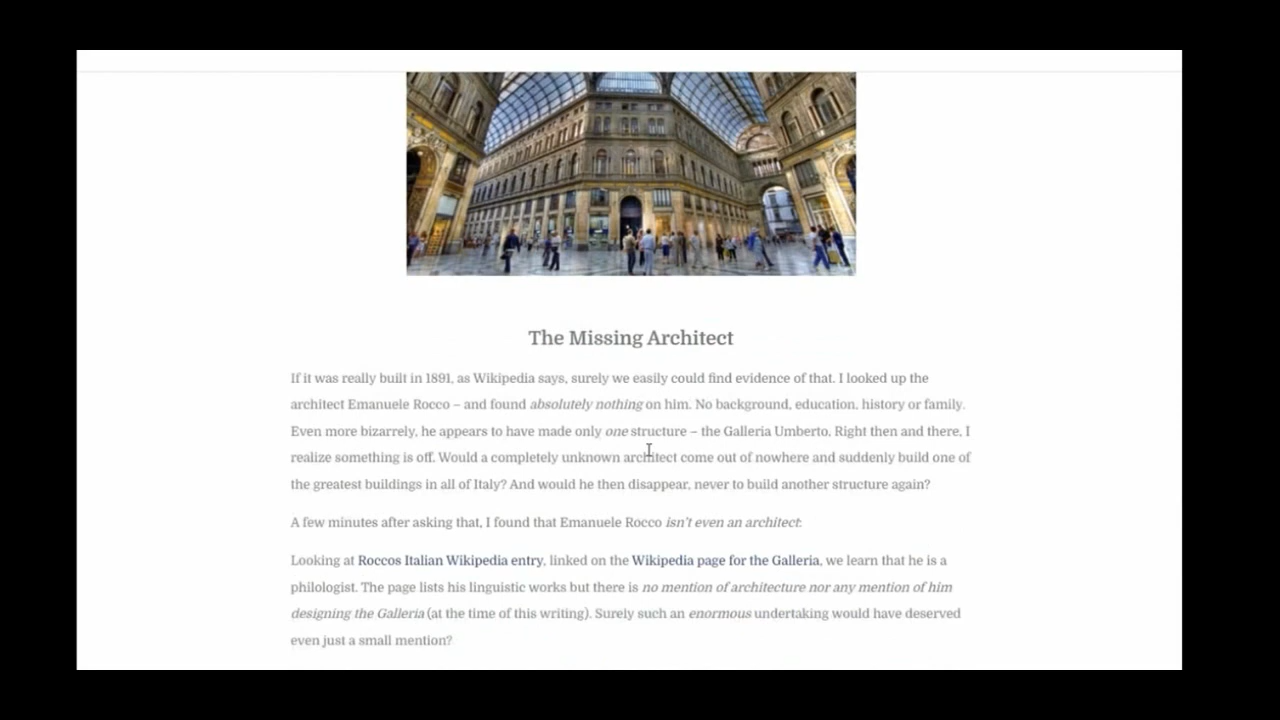 The Missing Architect
If it was really built in 1891, as Wikipedia says, surely we easily could find evidence of that. I looked up the
architect Emanuele Rocco – and found absolutely nothing on him. No background, education, history or family.
Even more bizarrely, he appears to have made only one structure – the Galleria Umberto, Right then and there, I
realize something is off. Would a completely unknown architect come out of nowhere and suddenly build one of
the greatest buildings in all of Italy? And would he then disappear, never to build another structure again?
A few minutes after asking that, I found that Emanuele Rocco isn't even an architect:
Looking at Roccos Italian Wikipedia entry, linked on the Wikipedia page for the Galleria, we learn that he is a
philologist. The page lists his linguistic works but there is no mention of architecture nor any mention of him
designing the Galleria (at the time of this writing). Surely such an enormous undertaking would have deserved
even just a small mention?